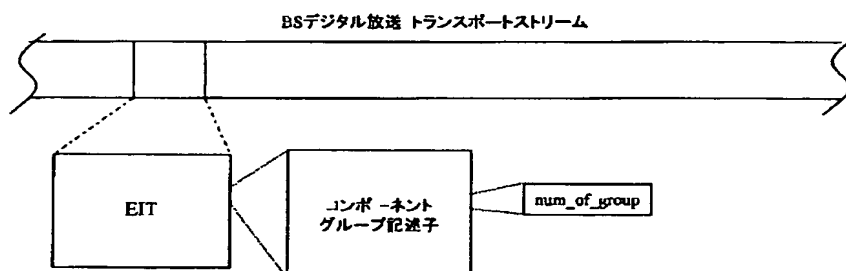 BSデジタル放送 トランスポートストリーム
EIT
コンポーネント
グループ記述子
num_of_group